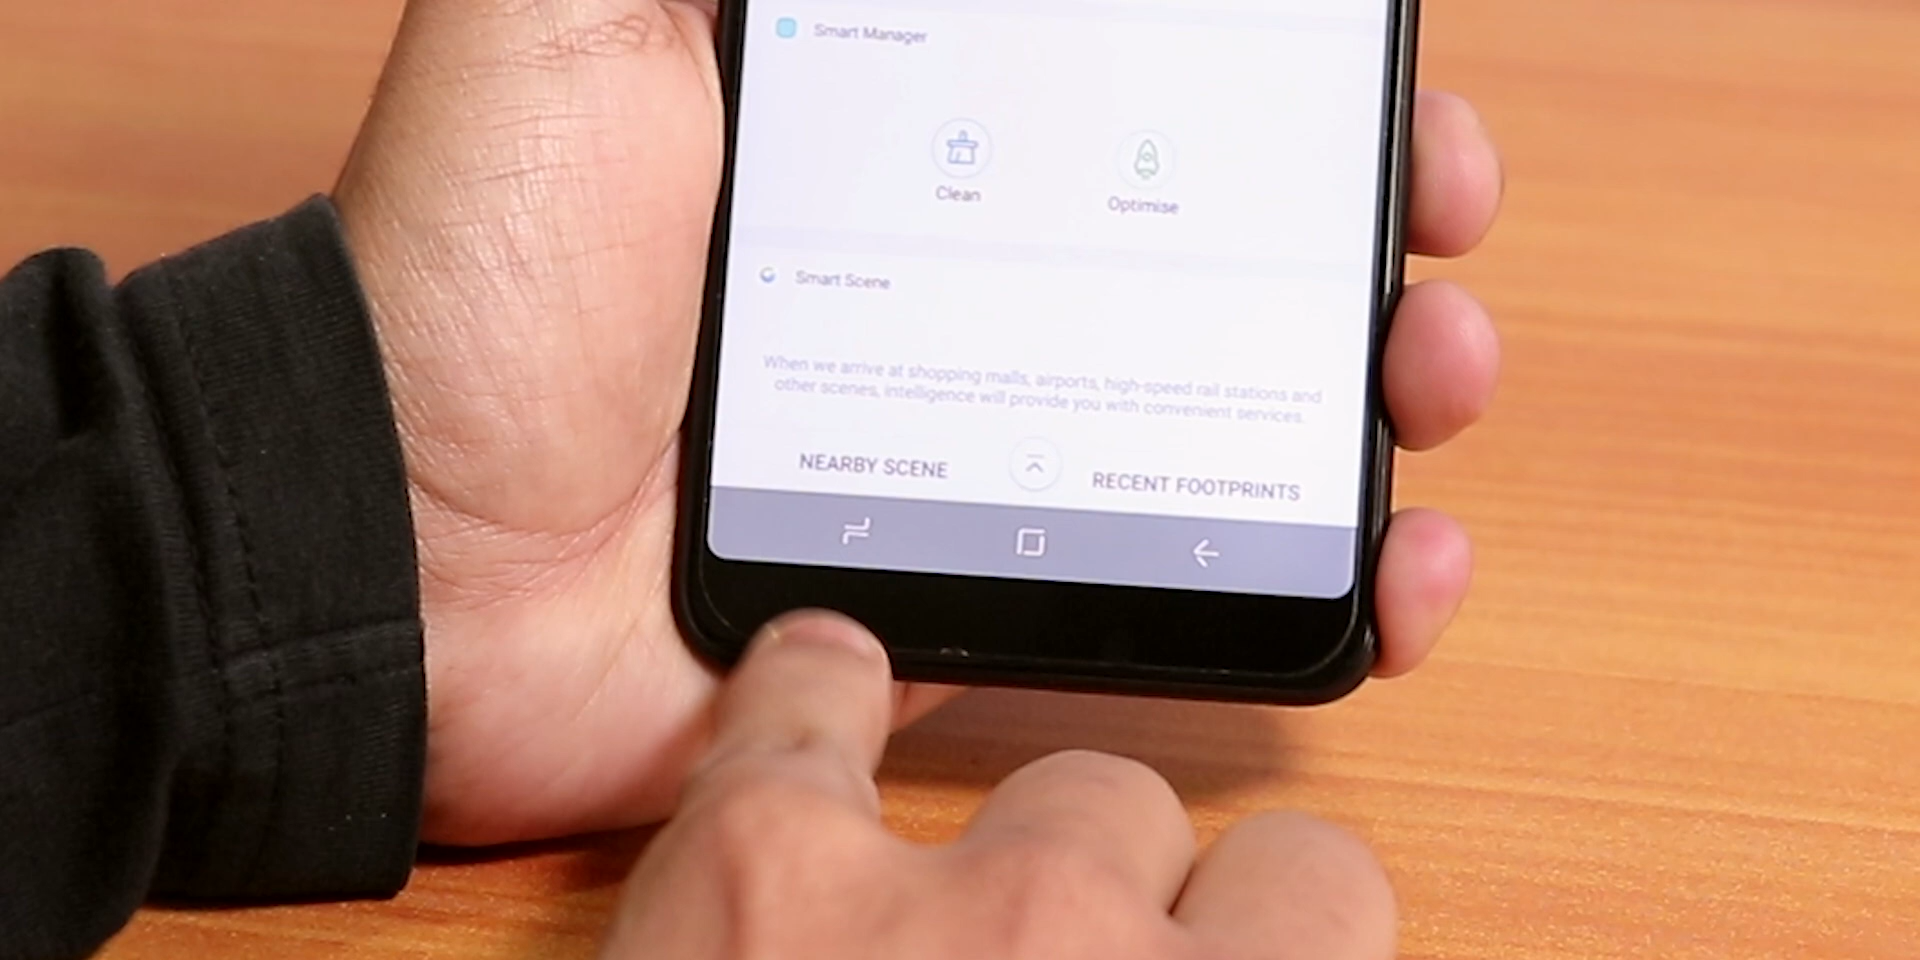 Smart Manager
Clean
Optimise
Smart Scene
When we arrive at shopping malls, airports, high-speed rail stations and
other scenes, intelligence will provide you with convenient services.
NEARBY SCENE
RECENT FOOTPRINTS